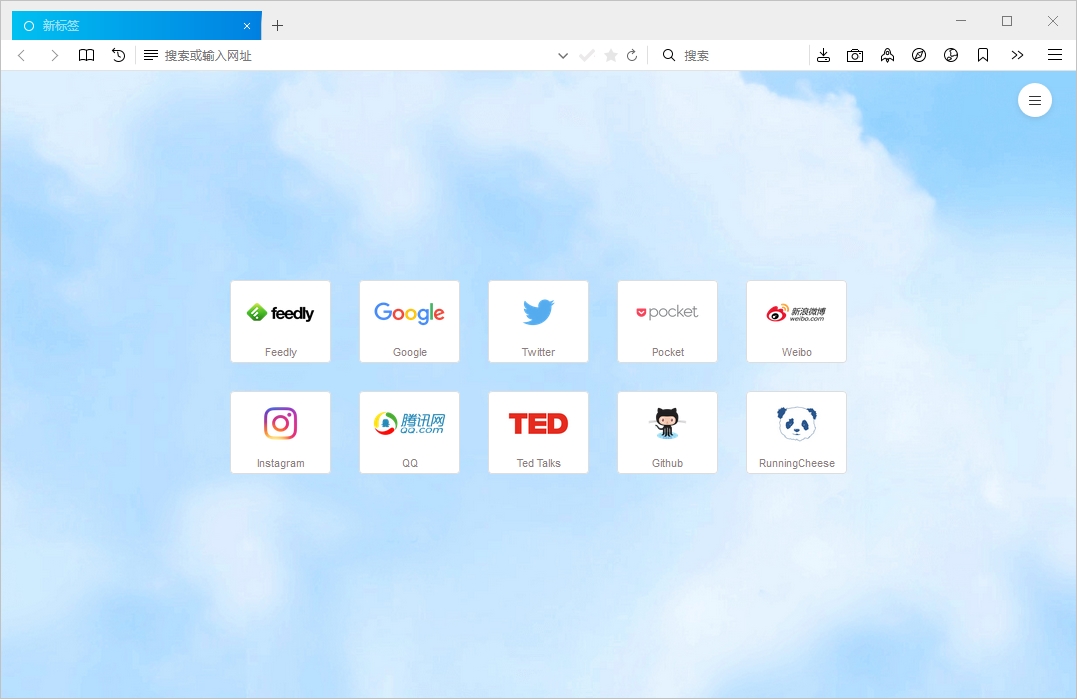 新标签
搜索或输入网址
搜索
feedly
Feedly
Google
Google
Twitter
pocket
Pocket
新浪微博
weibo.com
Weibo
Instagram
腾讯网
QQ.com
QQ
TED
Ted Talks
Github
RunningCheese